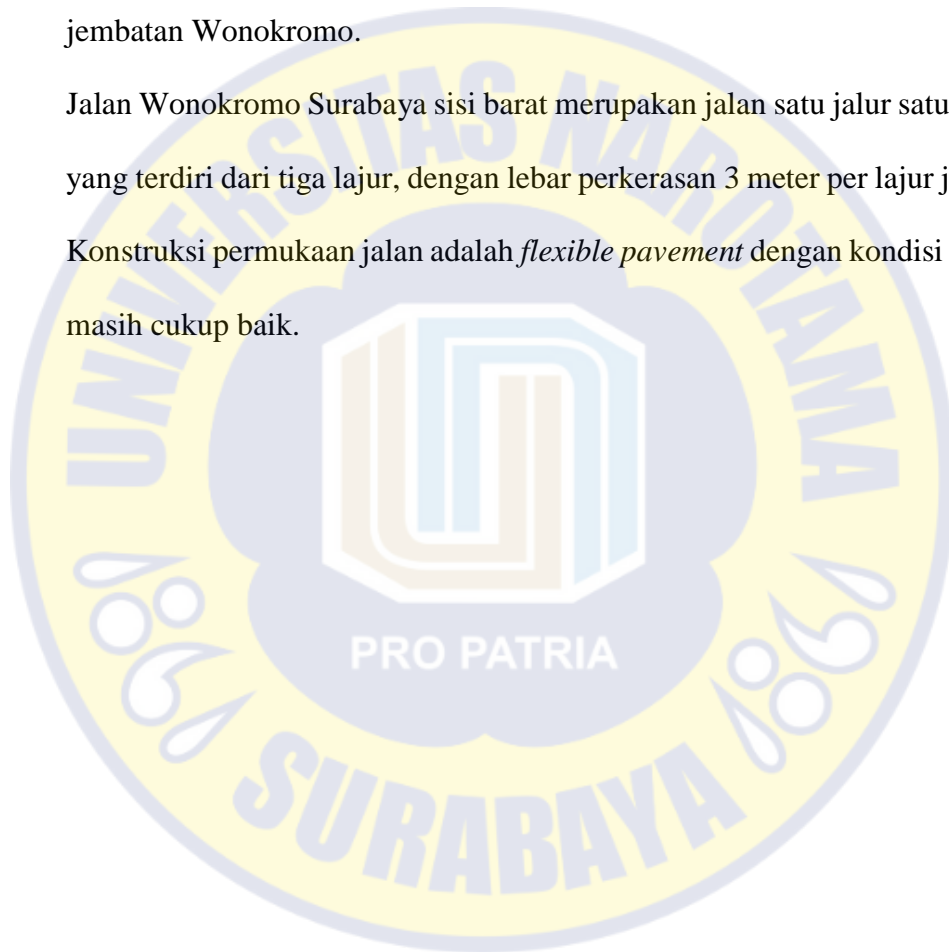 jembatan Wonokromo.
Jalan Wonokromo Surabaya sisi barat merupakan jalan satu jalur satu
yang terdiri dari tiga lajur, dengan lebar perkerasan 3 meter per lajur j
Konstruksi permukaan jalan adalah flexible pavement dengan kondisi
masih cukup baik.
UNIVERSITAS NAROTAMA
PRO PATRIA
SURABAYA